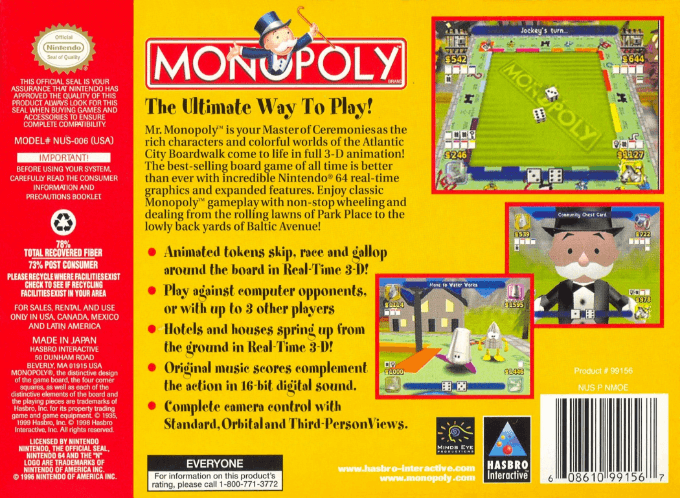 Official
Nintendo
Seal of Quality
THIS OFFICIAL SEAL IS YOUR
ASSURANCE THAT NINTENDO HAS
APPROVED THE QUALITY OF THIS
PRODUCT. ALWAYS LOOK FOR THIS
SEAL WHEN BUYING GAMES AND
ACCESSORIES TO ENSURE
COMPLETE COMPATIBILITY.
MODEL# NUS-006 (USA)
IMPORTANT!
BEFORE USING YOUR SYSTEM,
CAREFULLY READ THE CONSUMER
INFORMATION AND
PRECAUTIONS BOOKLET.
78%
TOTAL RECOVERED FIBER
73% POST CONSUMER
PLEASE RECYCLE WHERE FACILITIES EXIST
CHECK TO SEE IF RECYCLING
FACILITIES EXIST IN YOUR AREA
FOR SALES, RENTAL AND USE
ONLY IN USA, CANADA, MEXICO
AND LATIN AMERICA
MADE IN JAPAN
HASBRO INTERACTIVE
50 DUNHAM ROAD
BEVERLY, MA 01915 USA
MONOPOLY®, the distinctive design
of the game board, the four corner
squares, as well as each of the
distinctive elements of the board and
the playing pieces are trademarks of
Hasbro, Inc. for its property trading
game and game equipment. © 1935,
1999 Hasbro, Inc. © 1998 Hasbro
Interactive, Inc. All rights reserved.
LICENSED BY NINTENDO
NINTENDO, THE OFFICIAL SEAL,
NINTENDO 64 AND THE "N"
LOGO ARE TRADEMARKS OF
NINTENDO OF AMERICA INC.
© 1996 NINTENDO OF AMERICA INC.
MONOPOLY
The Ultimate Way To Play!
Mr. Monopoly™ is your Master of Ceremonies as the
rich characters and colorful worlds of the Atlantic
City Boardwalk come to life in full 3-D animation!
The best-selling board game of all time is better
than ever with incredible Nintendo® 64 real-time
graphics and expanded features. Enjoy classic
Monopoly™ gameplay with non-stop wheeling and
dealing from the rolling lawns of Park Place to the
lowly back yards of Baltic Avenue!
• Animated tokens skip, race and gallop
around the board in Real-Time 3-D!
• Play against computer opponents,
or with up to 3 other players
• Hotels and houses spring up from
the ground in Real-Time 3-D!
• Original music scores complement
the action in 16-bit digital sound.
• Complete camera control with
Standard, Orbital and Third-Person Views.
EVERYONE
For information on this product's
rating, please call 1-800-771-3772
Jockey's turn...
$542
$644
MONOPOLY
$246
Community Chest Card
Move to Water Works
$1000
MINDS EYE
PRODUCTIONS
HASBRO
Interactive
www.hasbro-interactive.com
www.monopoly.com
Product # 99156
NUS P NMOE
6 08610 99156 7